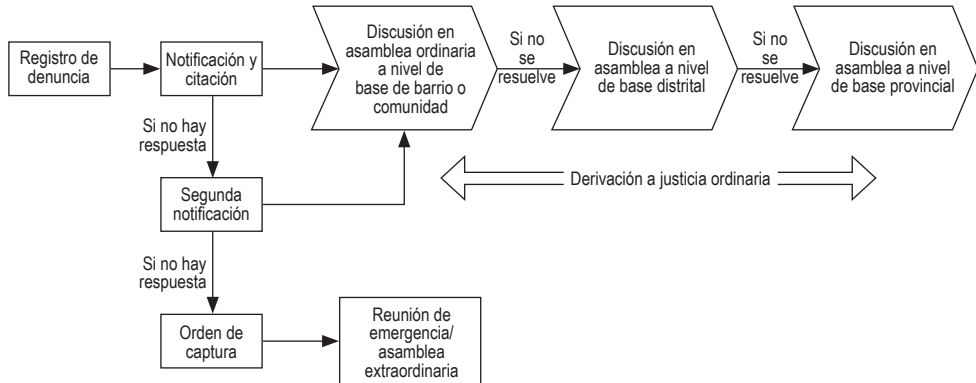 Registro de
denuncia
Notificación y
citación
Discusión en
asamblea ordinaria
a nivel de
base de barrio o
comunidad
Si no
se
resuelve
Discusión en
asamblea a nivel
de base distrital
Si no
se
resuelve
Discusión en
asamblea a nivel
de base provincial
Si no hay
respuesta
Segunda
notificación
Derivación a justicia ordinaria
Si no hay
respuesta
Orden de
captura
Reunión de
emergencia/
asamblea
extraordinaria